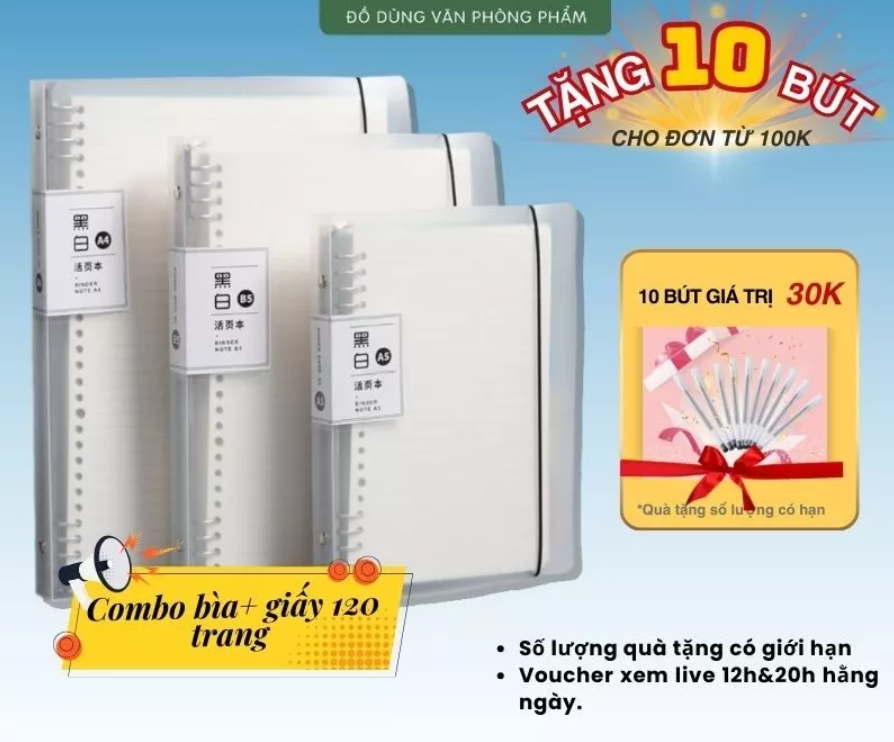 ĐỒ DÙNG VĂN PHÒNG PHẨM
TẶNG 10 BÚT
CHO ĐƠN TỪ 100K
黑
白 A4
活页本
BINDER
NOTE A4
黑
白 B5
活页本
BINDER
NOTE B5
黑
白 A5
活页本
BINDER
NOTE A5
A5
10 BÚT GIÁ TRỊ 30K
*Quà tặng số lượng có hạn
Combo bìa+ giấy 120
trang
• Số lượng quà tặng có giới hạn
• Voucher xem live 12h&20h hằng
ngày.